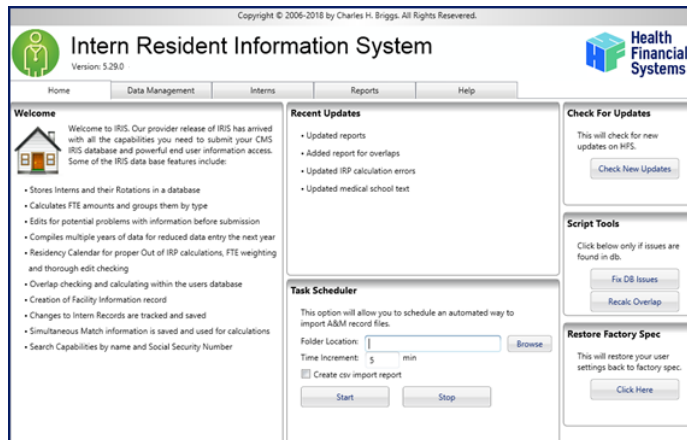 Copyright © 2006-2018 by Charles H. Briggs. All Rights Resevered.
Intern Resident Information System
Version: 5.29.0
Health
Financial
Systems
Home
Data Management
Interns
Reports
Help
Welcome
Welcome to IRIS. Our provider release of IRIS has arrived
with all the capabilities you need to submit your CMS
IRIS database and powerful end user information access.
Some of the IRIS data base features include:
• Stores Interns and their Rotations in a database
• Calculates FTE amounts and groups them by type
• Edits for potential problems with information before submission
• Compiles multiple years of data for reduced data entry the next year
• Residency Calendar for proper Out of IRP calculations, FTE weighting
and thorough edit checking
• Overlap checking and calculating within the users database
• Creation of Facility Information record
• Changes to Intern Records are tracked and saved
• Simultaneous Match information is saved and used for calculations
• Search Capabilities by name and Social Security Number
Recent Updates
• Updated reports
• Added report for overlaps
• Updated IRP calculation errors
• Updated medical school text
Task Scheduler
This option will allow you to schedule an automated way to
import A&M record files.
Folder Location:
Browse
Time Increment: 5 min
Create csv import report
Start
Stop
Check For Updates
This will check for new
updates on HFS.
Check New Updates
Script Tools
Click below only if issues are
found in db.
Fix DB Issues
Recalc Overlap
Restore Factory Spec
This will restore your user
settings back to factory spec.
Click Here